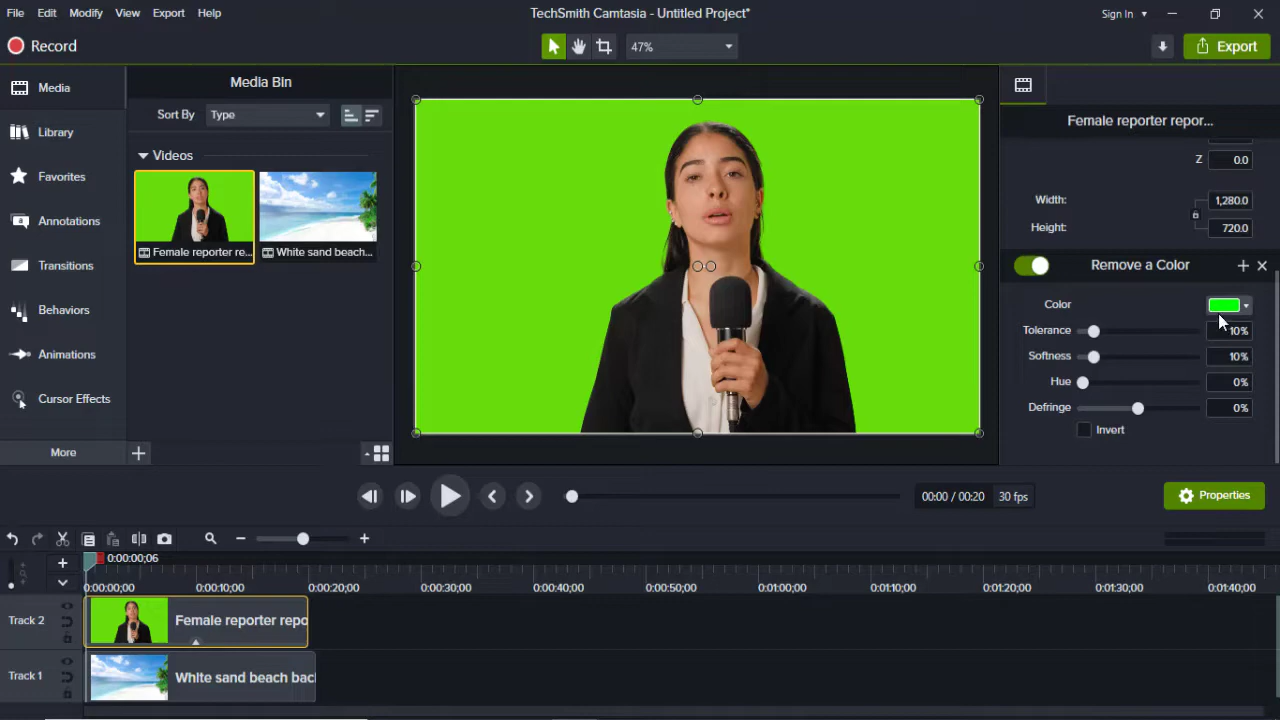 File Edit Modify View Export Help
TechSmith Camtasia - Untitled Project*
Sign In
Record
47%
Export
Media
Library
Favorites
Annotations
a
Transitions
Behaviors
Animations
Cursor Effects
More
Media Bin
Sort By Type
Videos
Female reporter re...
White sand beach...
Female reporter repor...
Z 0.0
Width: 1,280.0
Height: 720.0
Remove a Color
Color
Tolerance 10%
Softness 10%
Hue 0%
Defringe 0%
Invert
00:00 / 00:20 30 fps
Properties
0:00:00;06
0:00:00;00 0:00:10;00 0:00:20;00 0:00:30;00 0:00:40;00 0:00:50;00 0:01:00;00 0:01:10;00 0:01:20;00 0:01:30;00 0:01:40;00
Track 2
Female reporter repo
Track 1
White sand beach bac